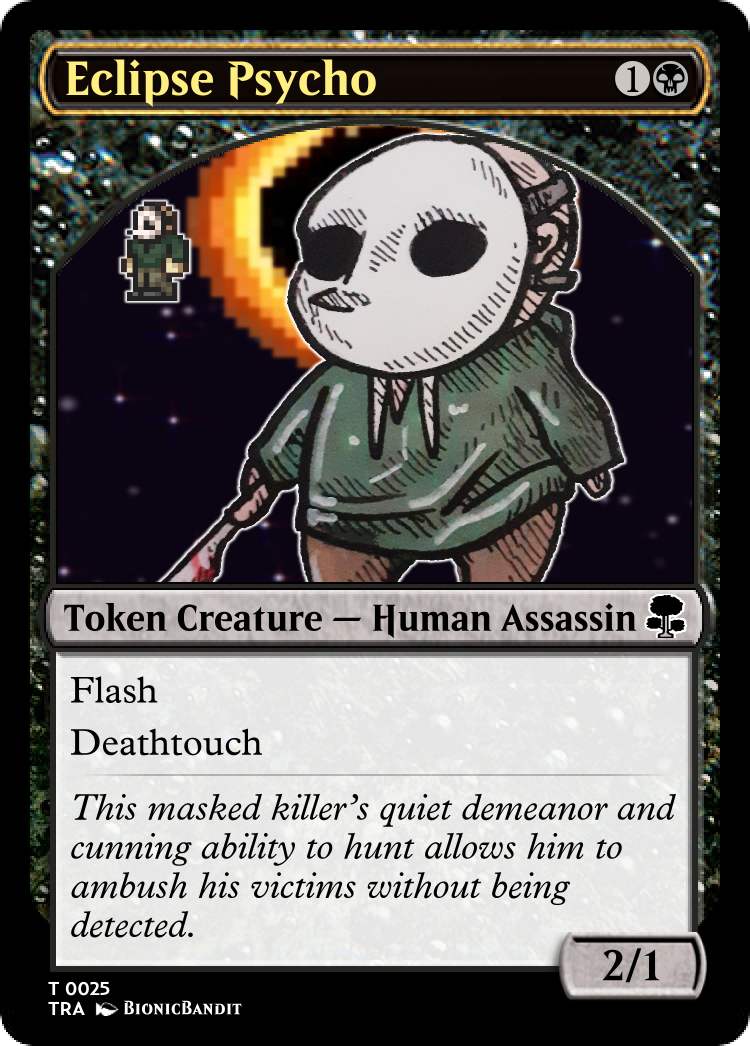 Eclipse Psycho 1
Token Creature — Human Assassin
Flash
Deathtouch
This masked killer's quiet demeanor and
cunning ability to hunt allows him to
ambush his victims without being
detected.
2/1
T 0025
TRA BIONICBANDIT